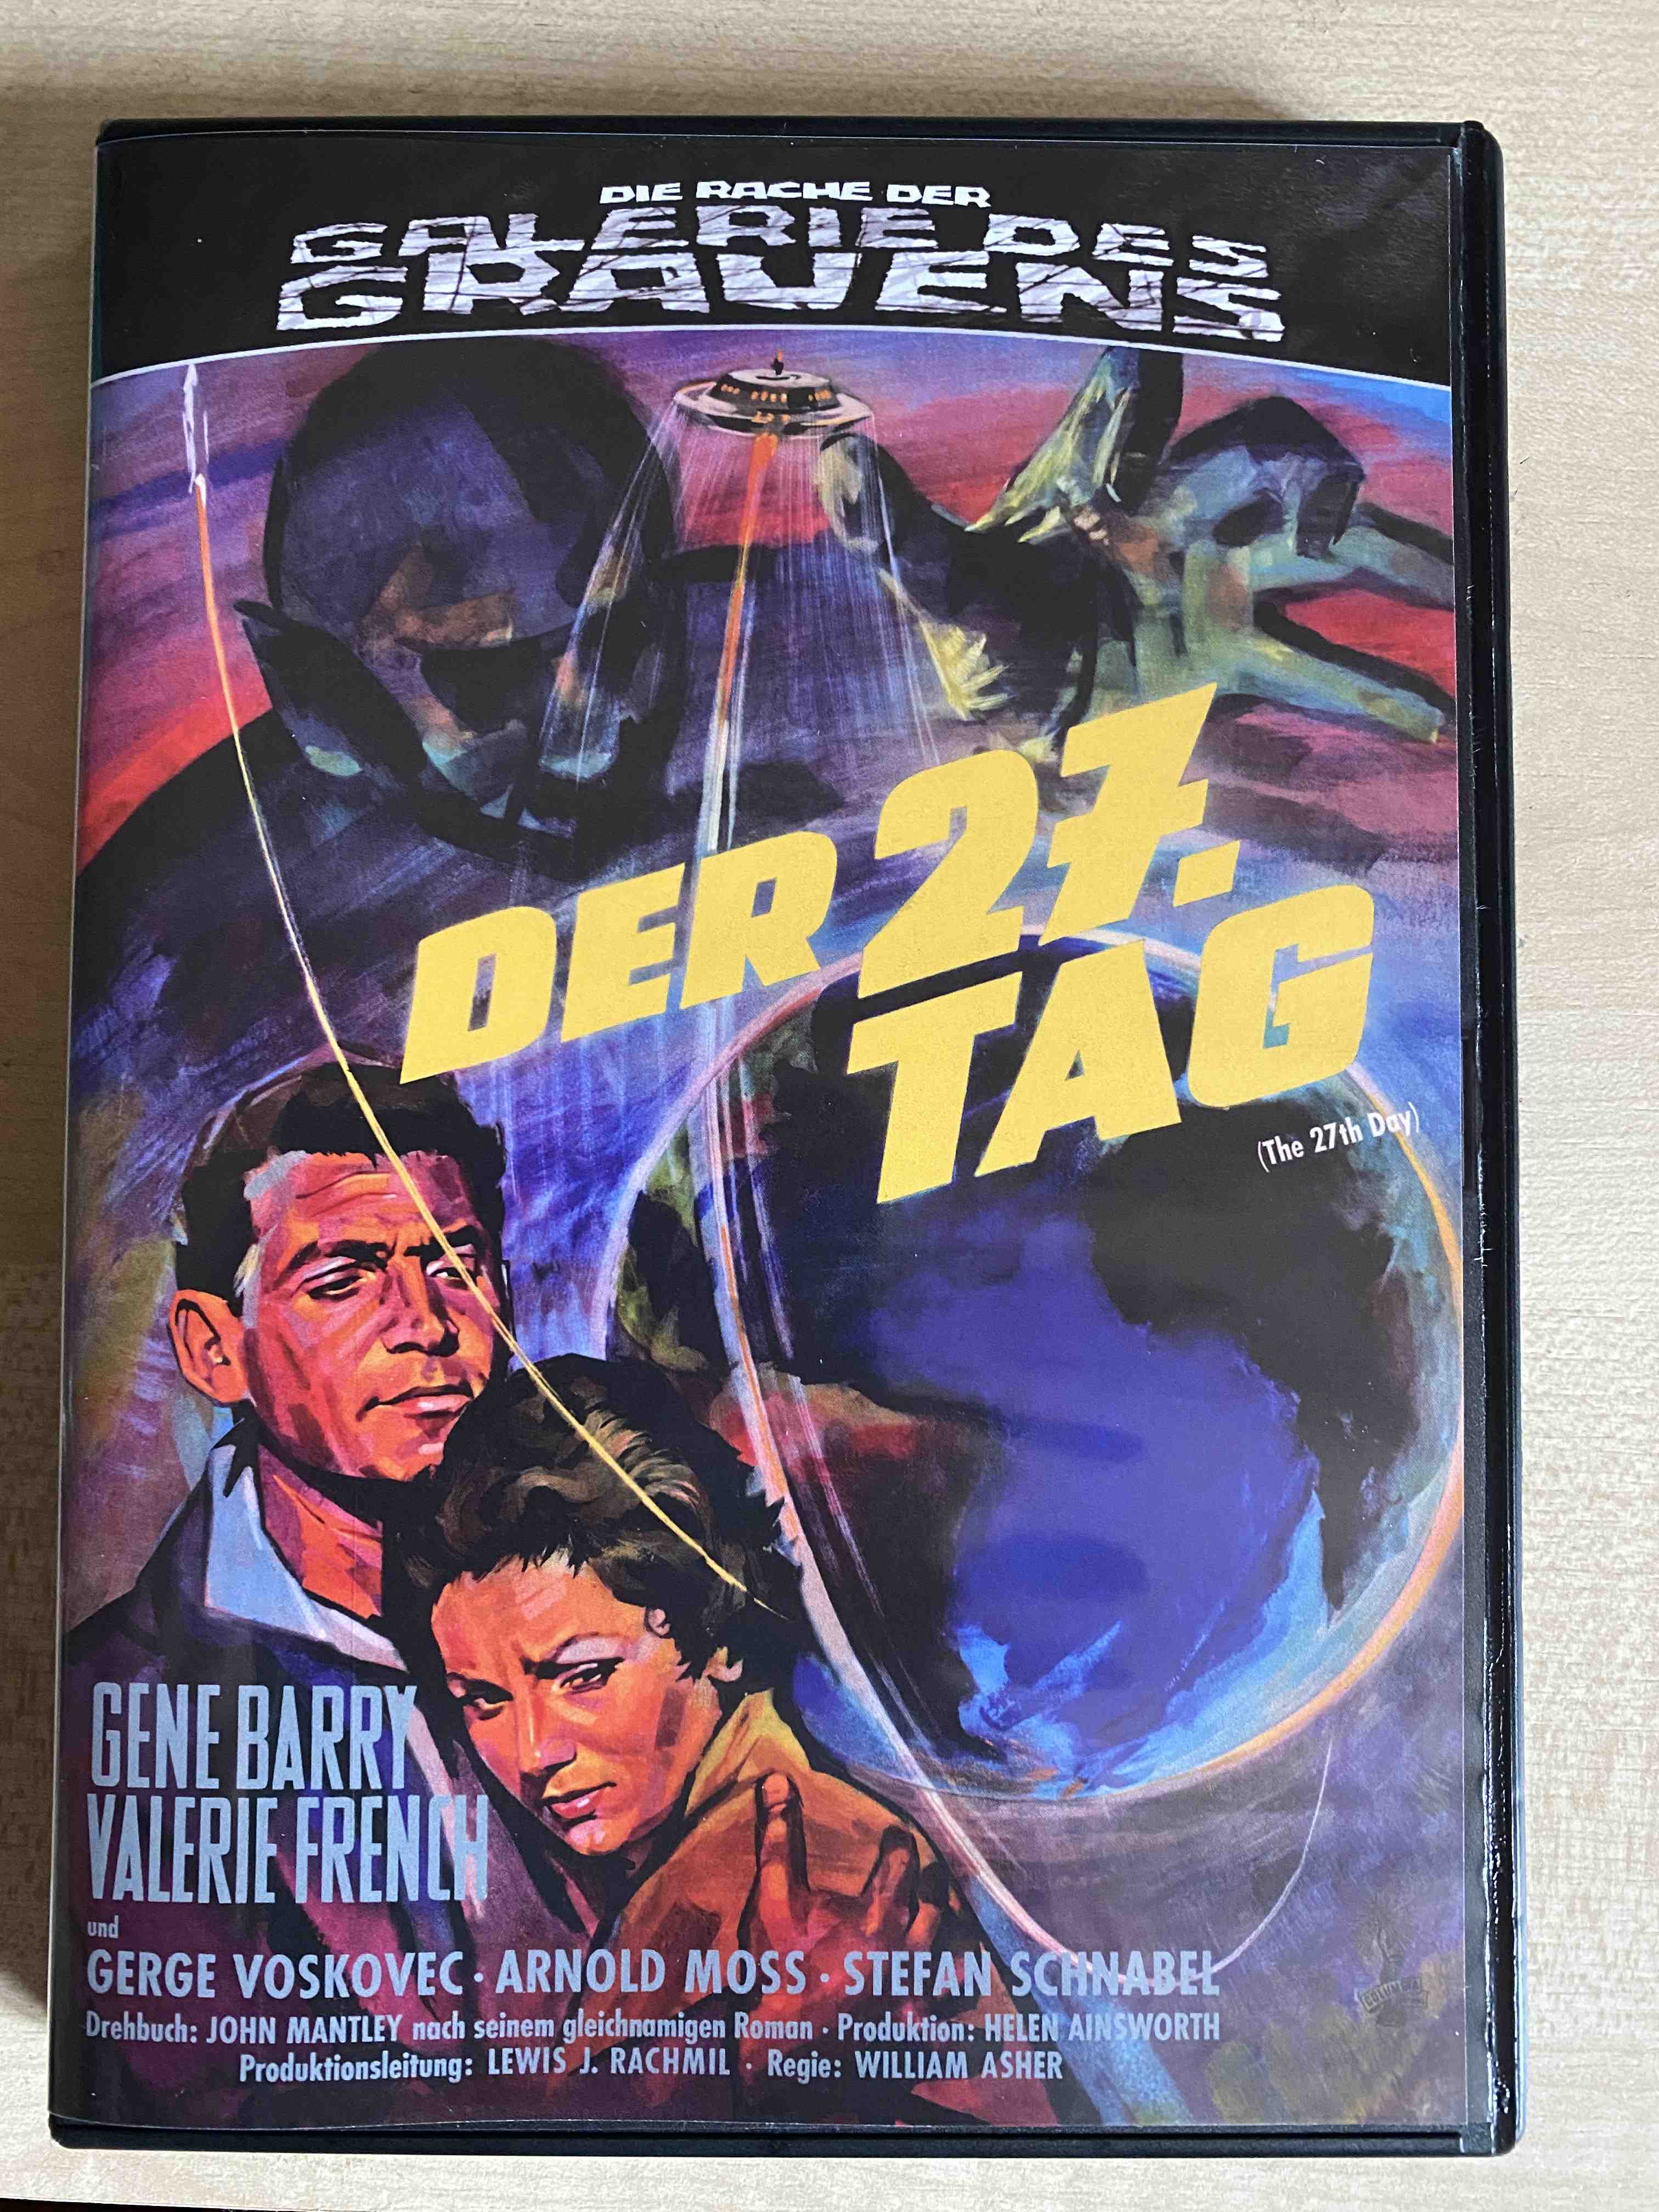 DIE RACHE DER
GALERIE DES
GRAUENS
DER 27.
TAG
(The 27th Day)
GENE BARRY
VALERIE FRENCH
und
GERGE VOSKOVEC · ARNOLD MOSS · STEFAN SCHNABEL
Drehbuch: JOHN MANTLEY nach seinem gleichnamigen Roman · Produktion: HELEN AINSWORTH
Produktionsleitung: LEWIS J. RACHMIL · Regie: WILLIAM ASHER
COLUMBIA